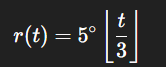 r(t) = 5° ⌊t/3⌋